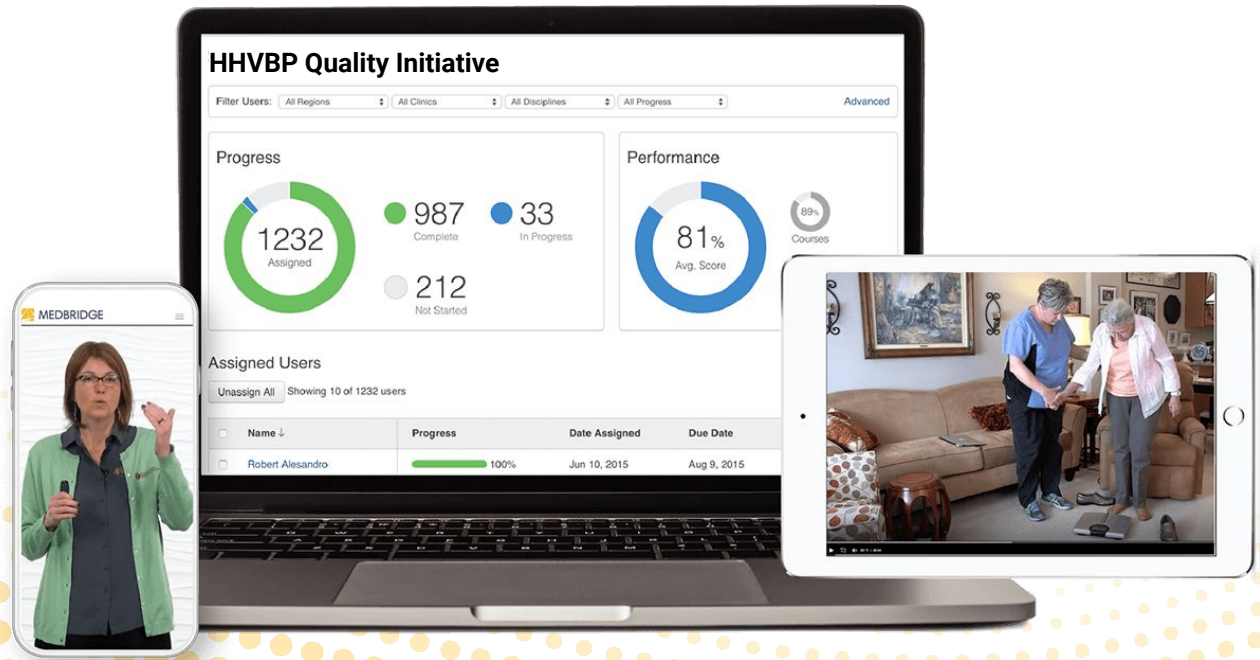 HHVBP Quality Initiative
Filter Users: All Regions All Clinics All Disciplines All Progress Advanced
Progress
1232
Assigned
987
Complete
33
In Progress
212
Not Started
Performance
81%
Avg. Score
89%
Courses
Assigned Users
Unassign All Showing 10 of 1232 users
Name ↓ Progress Date Assigned Due Date
Robert Alesandro 100% Jun 10, 2015 Aug 9, 2015
MEDBRIDGE